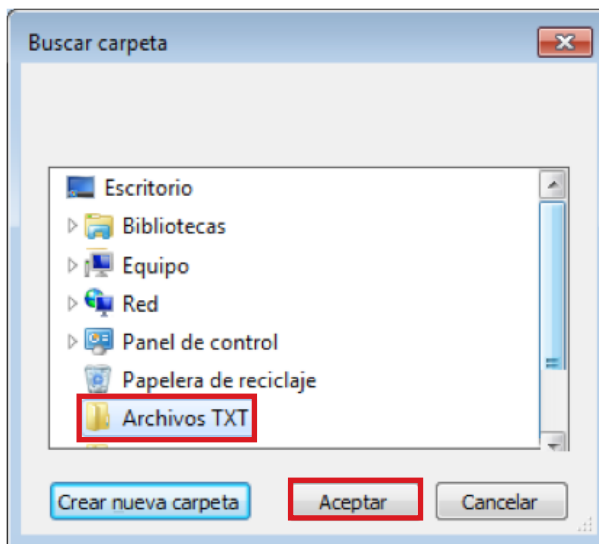 Buscar carpeta
Escritorio
Bibliotecas
Equipo
Red
Panel de control
Papelera de reciclaje
Archivos TXT
Crear nueva carpeta Aceptar Cancelar